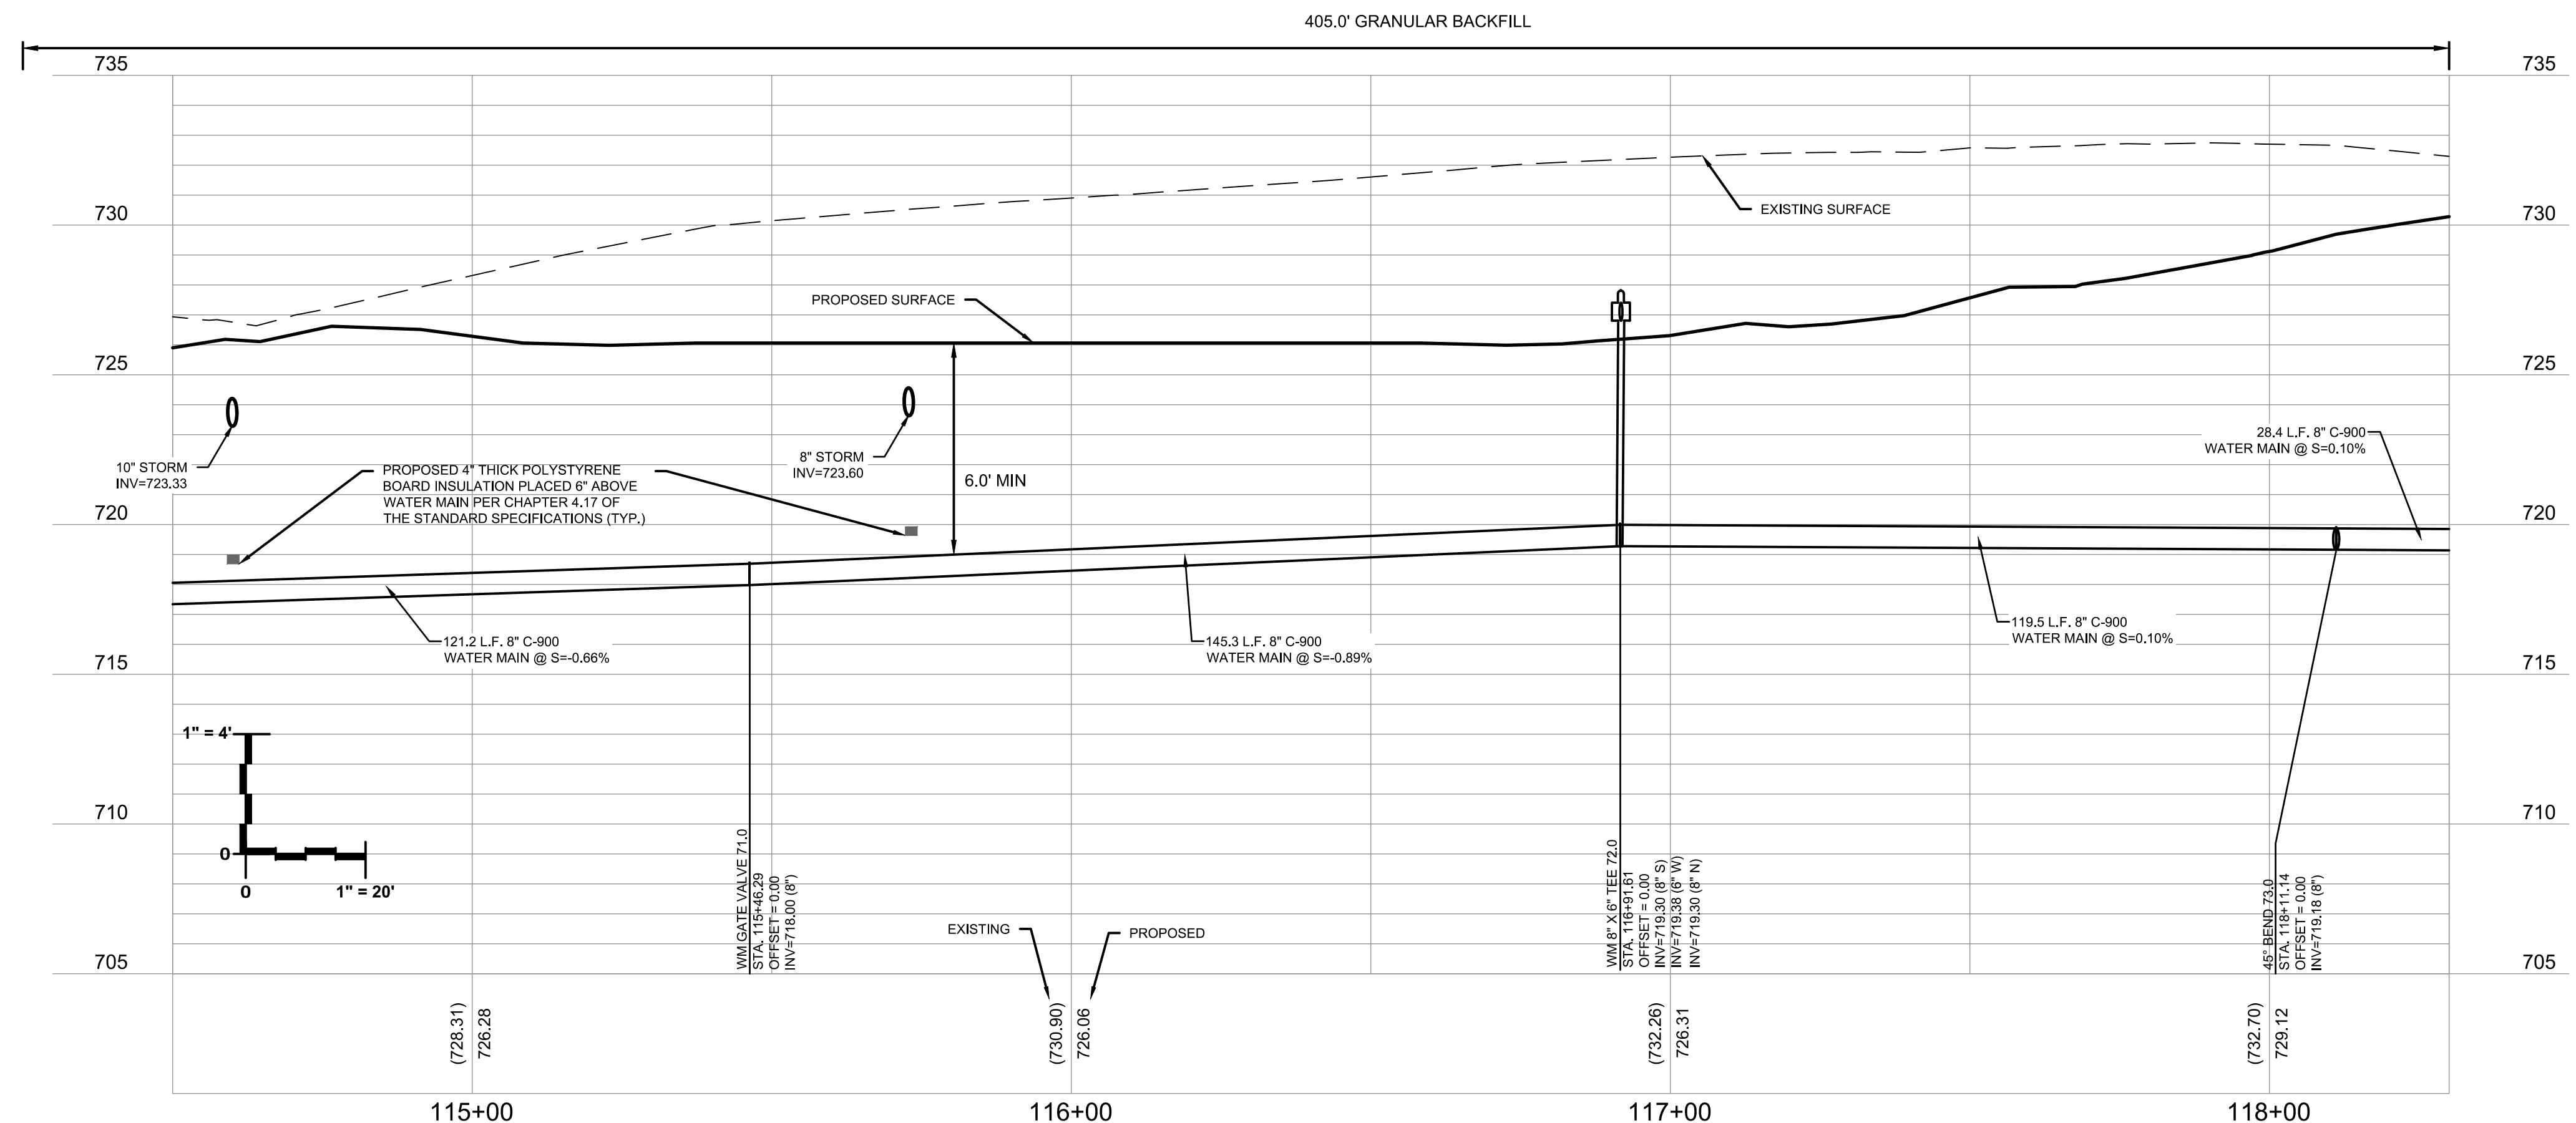 405.0' GRANULAR BACKFILL
735
735
730
730
EXISTING SURFACE
PROPOSED SURFACE
725
725
10" STORM
INV=723.33
PROPOSED 4" THICK POLYSTYRENE
BOARD INSULATION PLACED 6" ABOVE
WATER MAIN PER CHAPTER 4.17 OF
THE STANDARD SPECIFICATIONS (TYP.)
8" STORM
INV=723.60
6.0' MIN
28.4 L.F. 8" C-900
WATER MAIN @ S=0.10%
720
720
121.2 L.F. 8" C-900
WATER MAIN @ S=-0.66%
145.3 L.F. 8" C-900
WATER MAIN @ S=-0.89%
119.5 L.F. 8" C-900
WATER MAIN @ S=0.10%
715
715
1" = 4'
0
0
1" = 20'
710
710
WM GATE VALVE 71.0
STA. 115+46.29
OFFSET = 0.00
INV=718.00 (8")
WM 8" X 6" TEE 72.0
STA. 116+91.61
OFFSET = 0.00
INV=719.30 (8" S)
INV=719.38 (6" W)
INV=719.30 (8" N)
45° BEND 73.0
STA. 118+11.14
OFFSET = 0.00
INV=719.18 (8")
EXISTING
PROPOSED
705
705
(728.31)
726.28
(730.90)
726.06
(732.26)
726.31
(732.70)
729.12
115+00
116+00
117+00
118+00